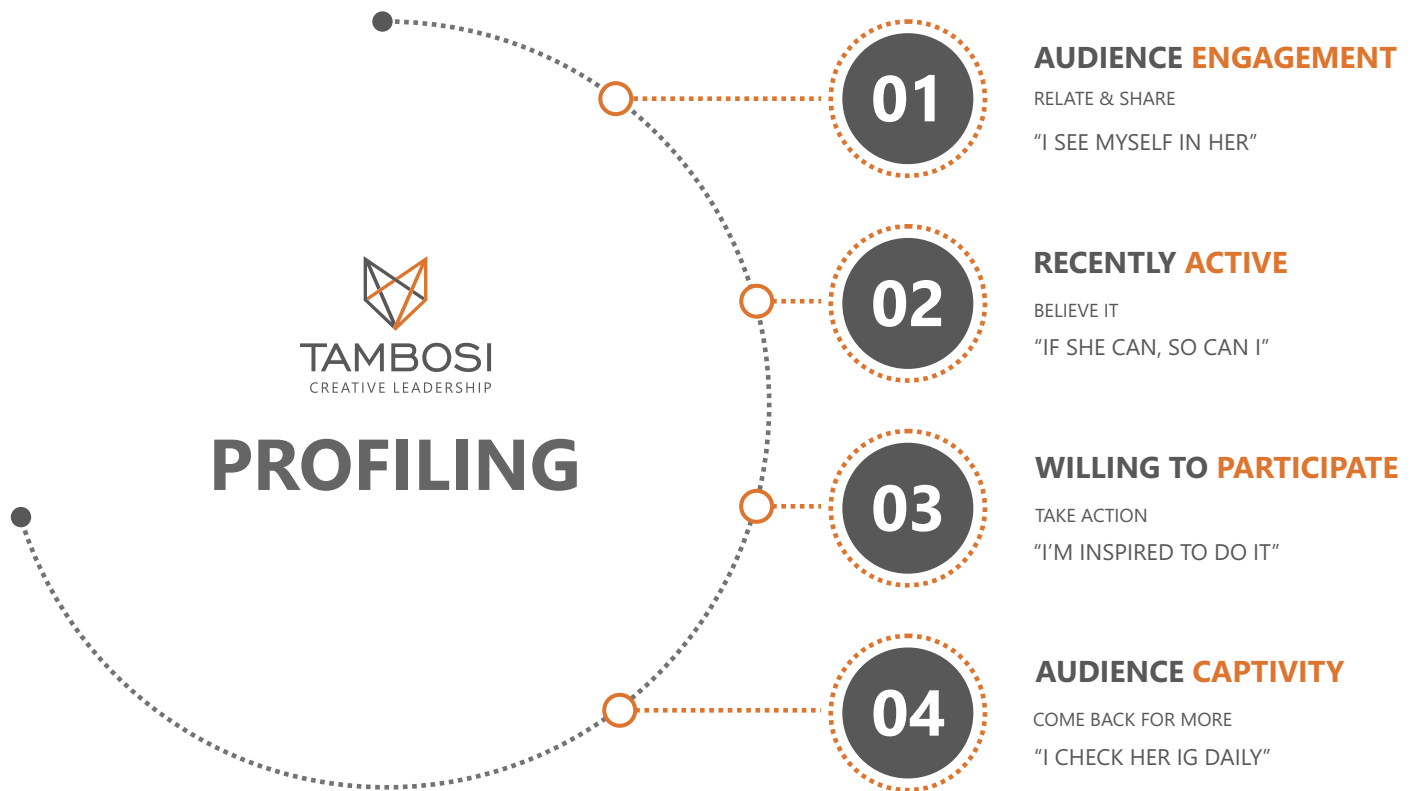 TAMBOSI
CREATIVE LEADERSHIP
PROFILING
01
AUDIENCE ENGAGEMENT
RELATE & SHARE
“I SEE MYSELF IN HER”
02
RECENTLY ACTIVE
BELIEVE IT
“IF SHE CAN, SO CAN I”
03
WILLING TO PARTICIPATE
TAKE ACTION
“I’M INSPIRED TO DO IT”
04
AUDIENCE CAPTIVITY
COME BACK FOR MORE
“I CHECK HER IG DAILY”